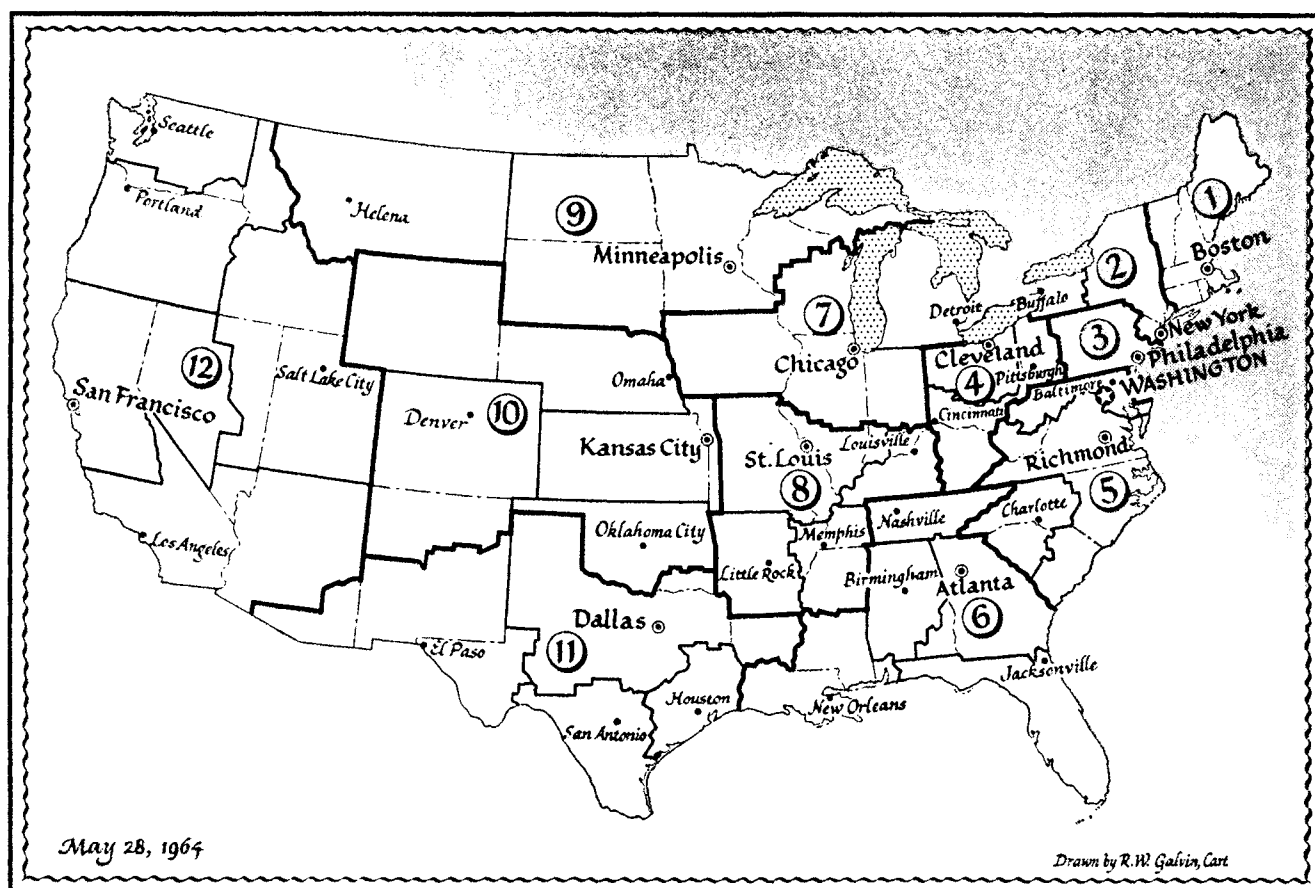 Seattle
Portland
Helena
9
Minneapolis
1
Boston
2
Buffalo
Detroit
7
Chicago
New York
3
Philadelphia
Cleveland
4
Pittsburgh
Baltimore
WASHINGTON
Cincinnati
12
San Francisco
Salt Lake City
Omaha
Denver
10
Kansas City
St. Louis
Louisville
8
Richmond
5
Los Angeles
Oklahoma City
Memphis
Nashville
Charlotte
Little Rock
Birmingham
Atlanta
6
Dallas
11
El Paso
Houston
San Antonio
New Orleans
Jacksonville
May 28, 1964
Drawn by R.W. Galvin, Cart